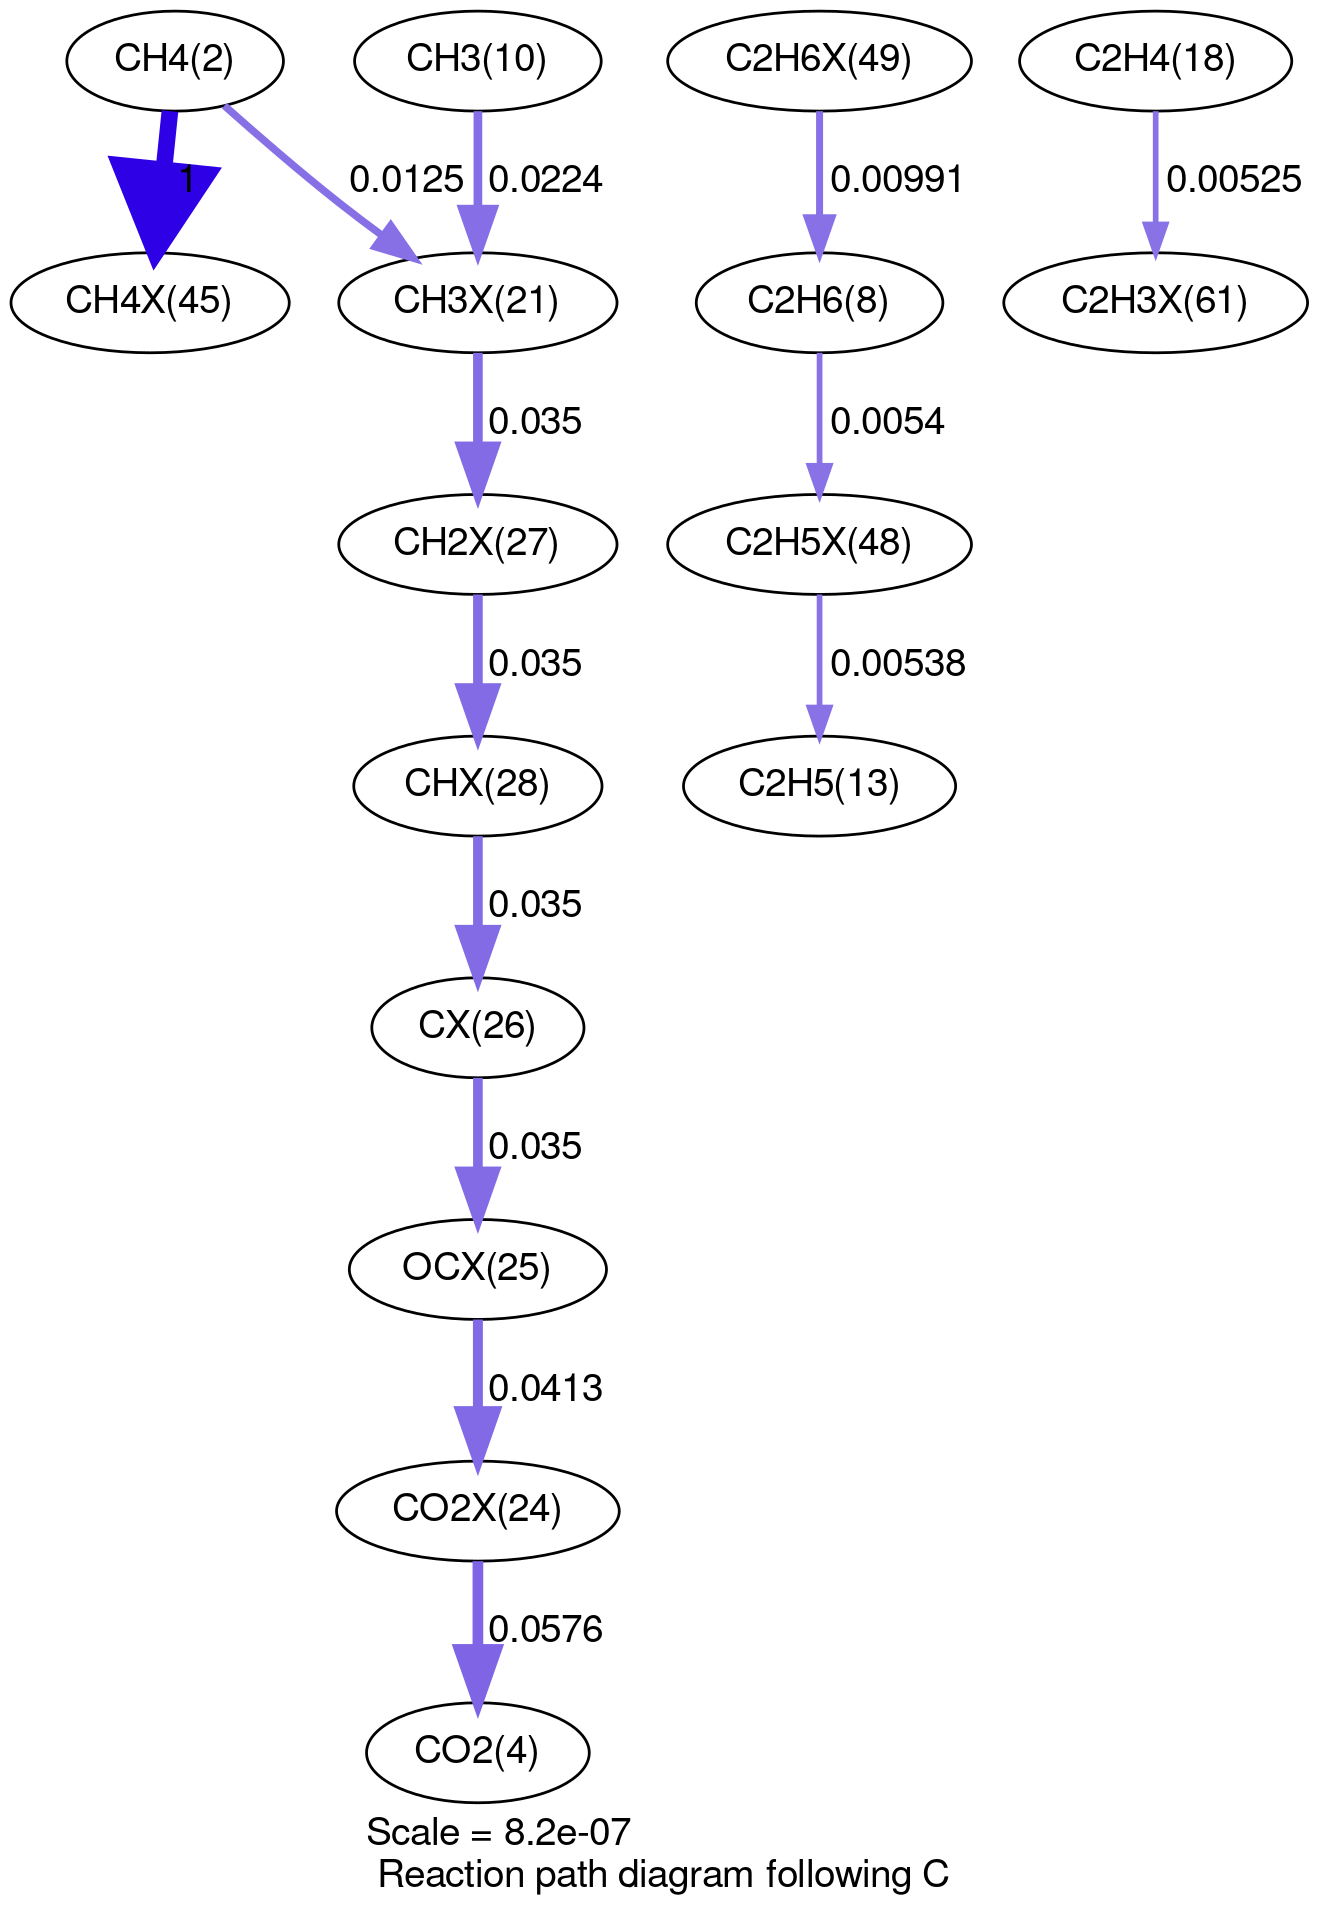 CH4(2)
CH3(10)
C2H6X(49)
C2H4(18)
1
0.0125
0.0224
0.00991
0.00525
CH4X(45)
CH3X(21)
C2H6(8)
C2H3X(61)
0.035
0.0054
CH2X(27)
C2H5X(48)
0.035
0.00538
CHX(28)
C2H5(13)
0.035
CX(26)
0.035
OCX(25)
0.0413
CO2X(24)
0.0576
CO2(4)
Scale = 8.2e-07
Reaction path diagram following C